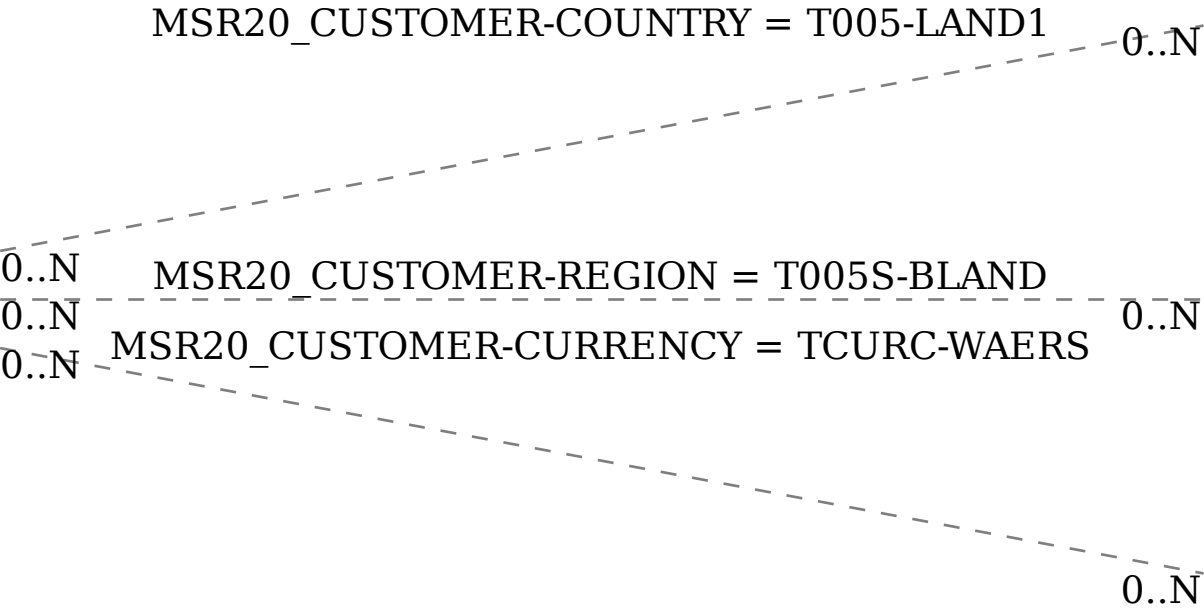 MSR20_CUSTOMER-COUNTRY = T005-LAND1
0..N
0..N
MSR20_CUSTOMER-REGION = T005S-BLAND
0..N
0..N
MSR20_CUSTOMER-CURRENCY = TCURC-WAERS
0..N
0..N